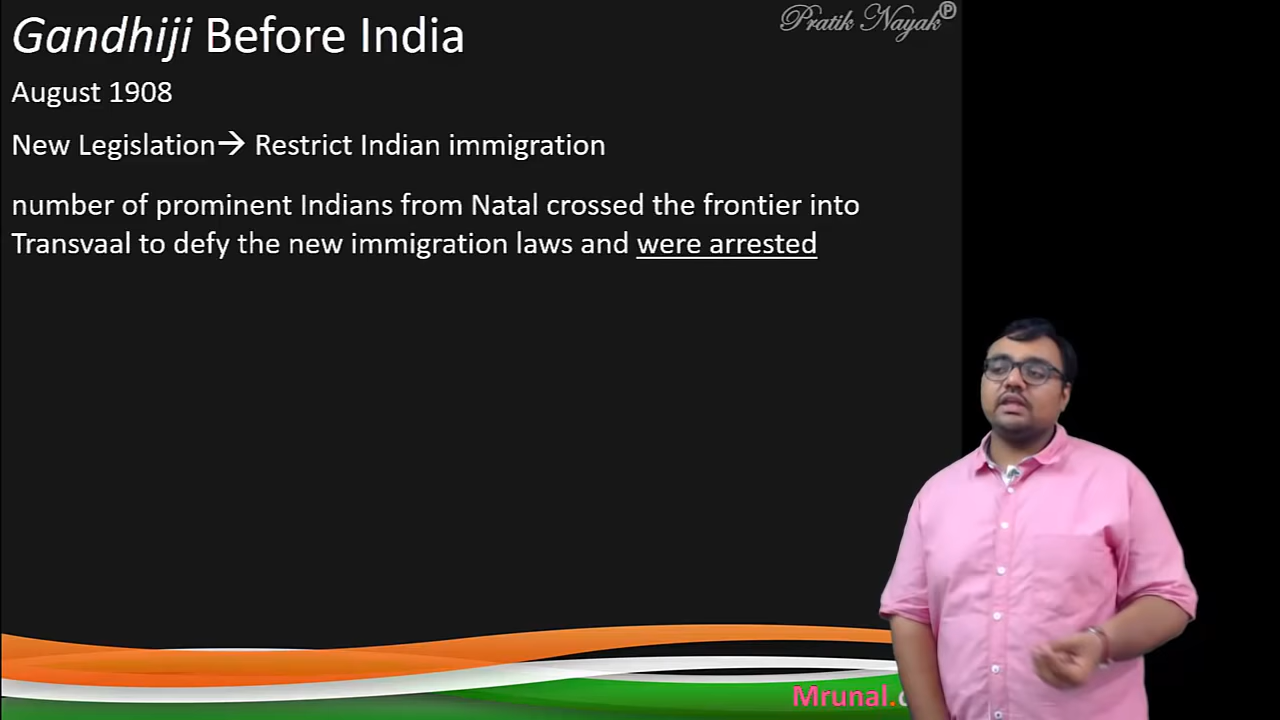 Gandhiji Before India
Pratik Nayak℗
August 1908
New Legislation→ Restrict Indian immigration
number of prominent Indians from Natal crossed the frontier into
Transvaal to defy the new immigration laws and were arrested
Mrunal.